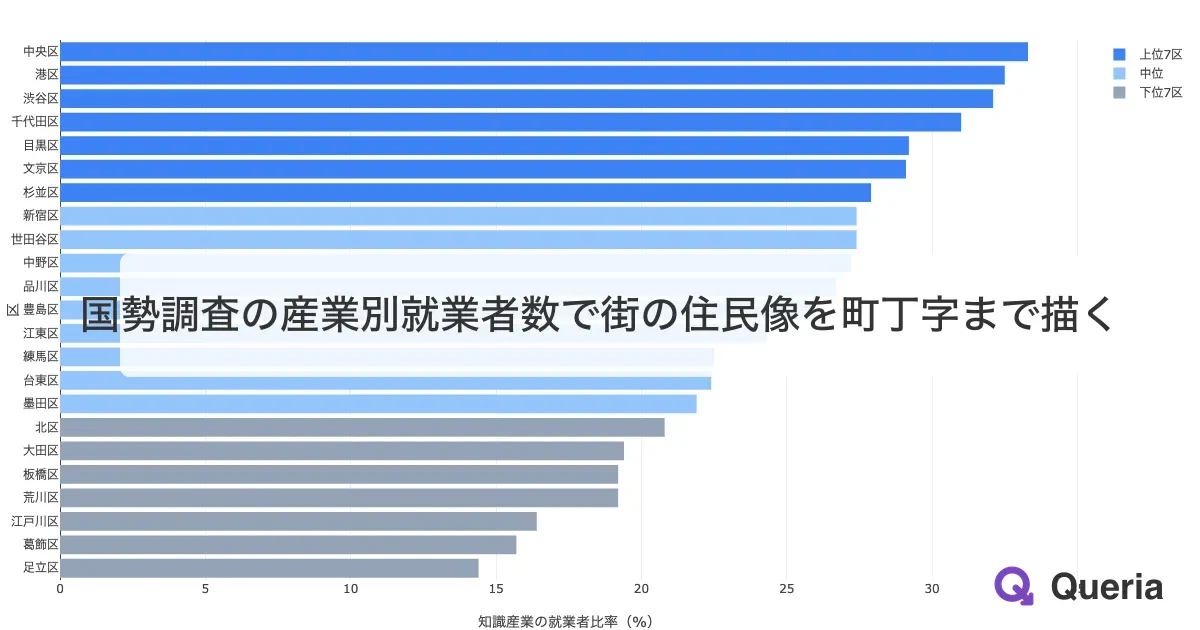 中央区
港区
渋谷区
千代田区
目黒区
文京区
杉並区
新宿区
世田谷区
中野区
品川区
区 豊島区
江東区
練馬区
台東区
墨田区
北区
大田区
板橋区
荒川区
江戸川区
葛飾区
足立区
上位7区
中位
下位7区
国勢調査の産業別就業者数で街の住民像を町丁字まで描く
0 5 10 15 20 25 30
知識産業の就業者比率（%）
Queria